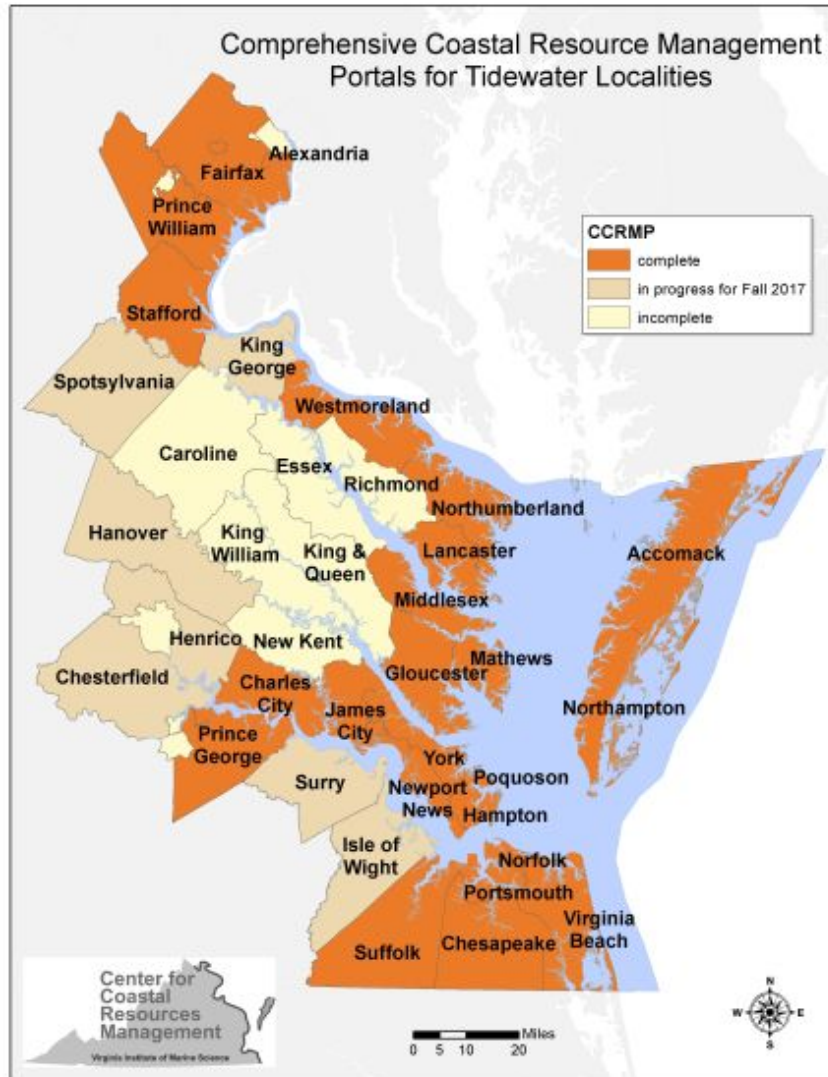 Comprehensive Coastal Resource Management
Portals for Tidewater Localities
Alexandria
Fairfax
Prince
William
CCRMP
complete
in progress for Fall 2017
incomplete
Stafford
King
George
Spotsylvania
Westmoreland
Caroline
Essex
Richmond
Northumberland
Hanover
King
William
King &
Queen
Lancaster
Accomack
Middlesex
Henrico
New Kent
Mathews
Gloucester
Chesterfield
Charles
City
James
City
Northampton
Prince
George
York
Surry
Newport
News
Poquoson
Hampton
Isle of
Wight
Norfolk
Portsmouth
Virginia
Beach
Suffolk
Chesapeake
Center for
Coastal
Resources
Management
Virginia Institute of Marine Science
N
W
E
S
Miles
0 5 10 20